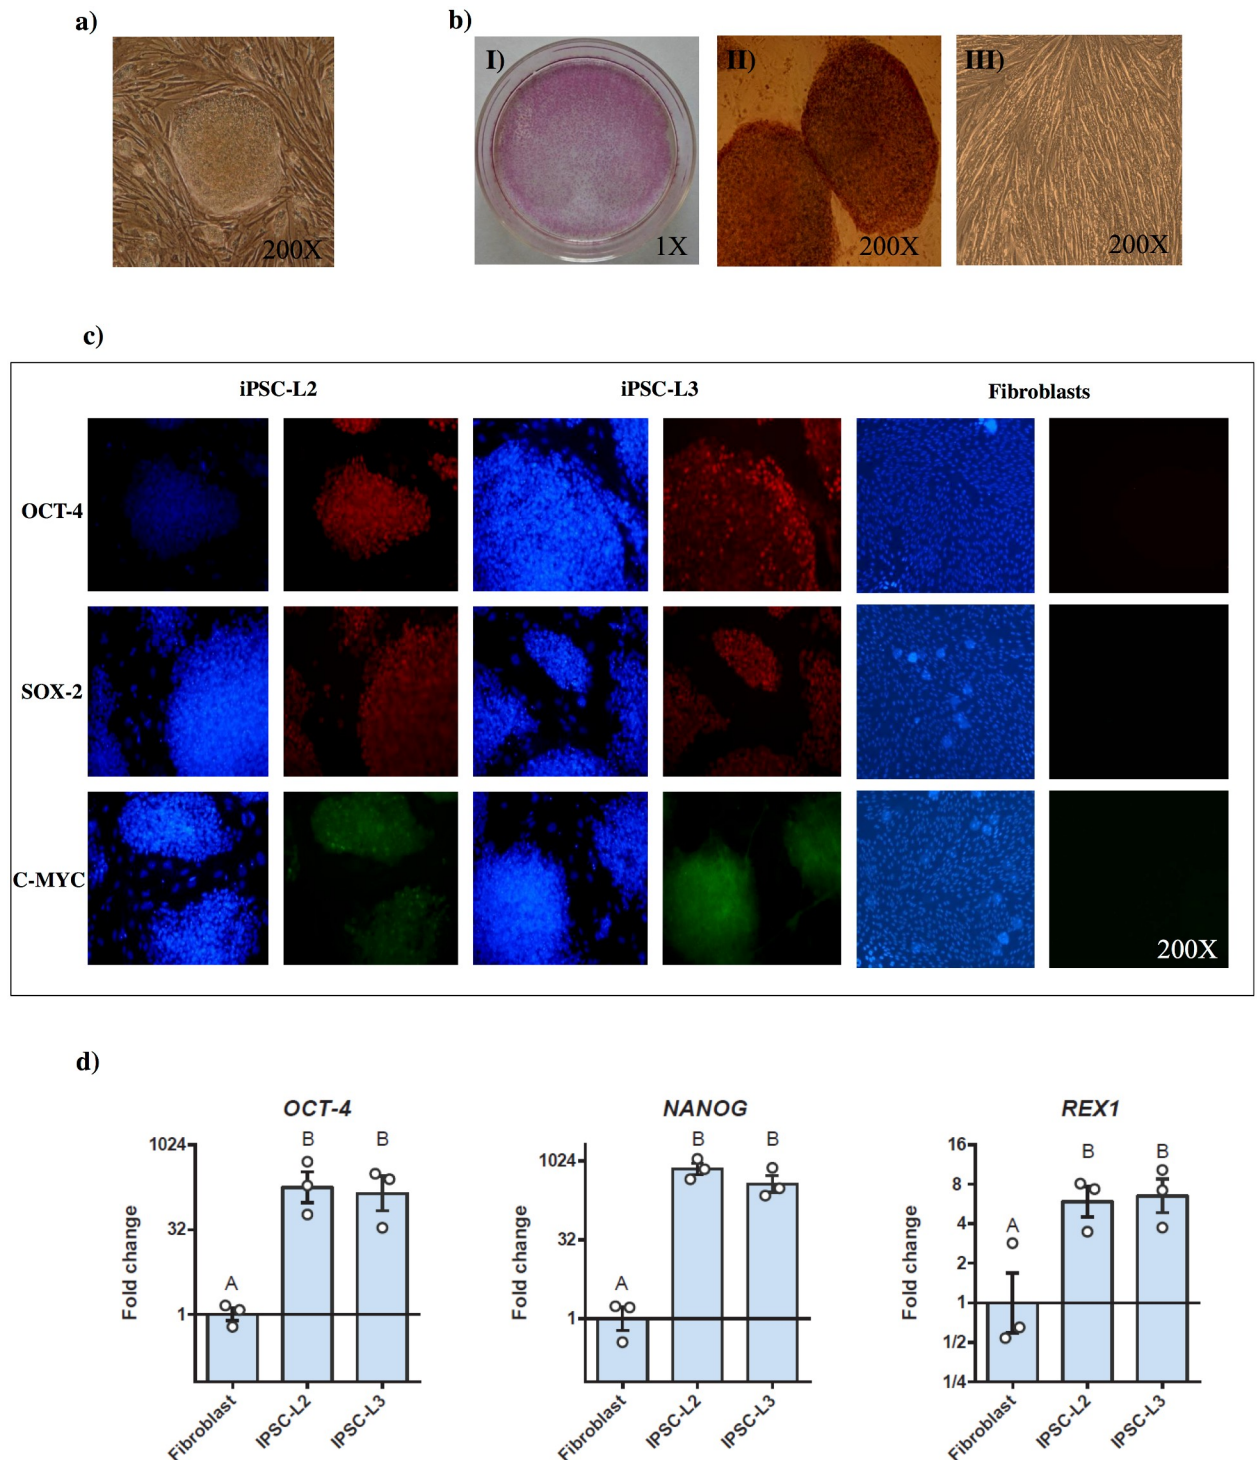 a)
b)
200X
I)
1X
II)
200X
III)
200X
c)
iPSC-L2
iPSC-L3
Fibroblasts
OCT-4
SOX-2
C-MYC
200X
d)
OCT-4
1024
32
1
Fold change
A
B
B
Fibroblast
IPSC-L2
IPSC-L3
NANOG
1024
32
1
Fold change
A
B
B
Fibroblast
IPSC-L2
IPSC-L3
REX1
16
8
4
2
1
1/2
1/4
Fold change
A
B
B
Fibroblast
IPSC-L2
IPSC-L3